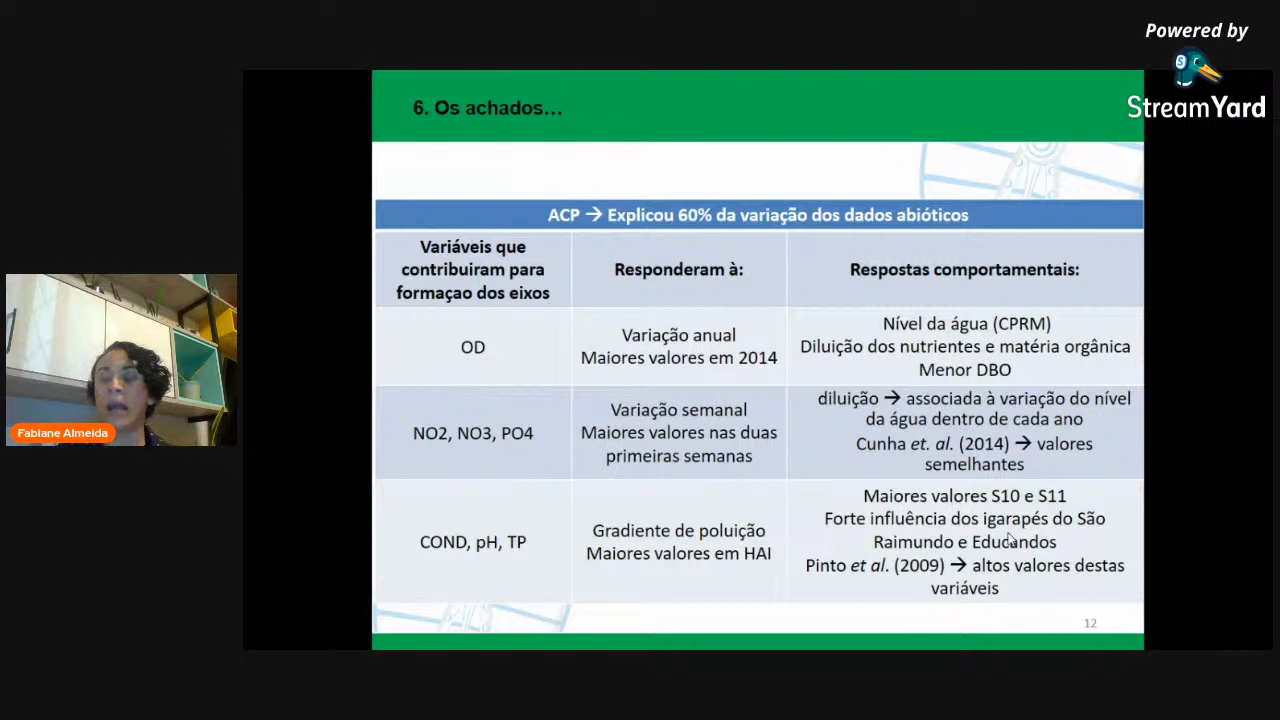 Powered by
StreamYard
6. Os achados...
ACP → Explicou 60% da variação dos dados abióticos
Variáveis que
contribuiram para
formaçao dos eixos
Responderam à:
Respostas comportamentais:
OD
Variação anual
Maiores valores em 2014
Nível da água (CPRM)
Diluição dos nutrientes e matéria orgânica
Menor DBO
NO2, NO3, PO4
Variação semanal
Maiores valores nas duas
primeiras semanas
diluição → associada à variação do nível
da água dentro de cada ano
Cunha et. al. (2014) → valores
semelhantes
COND, pH, TP
Gradiente de poluição
Maiores valores em HAI
Maiores valores S10 e S11
Forte influência dos igarapés do São
Raimundo e Educandos
Pinto et al. (2009) → altos valores destas
variáveis
12
Fabiane Almeida